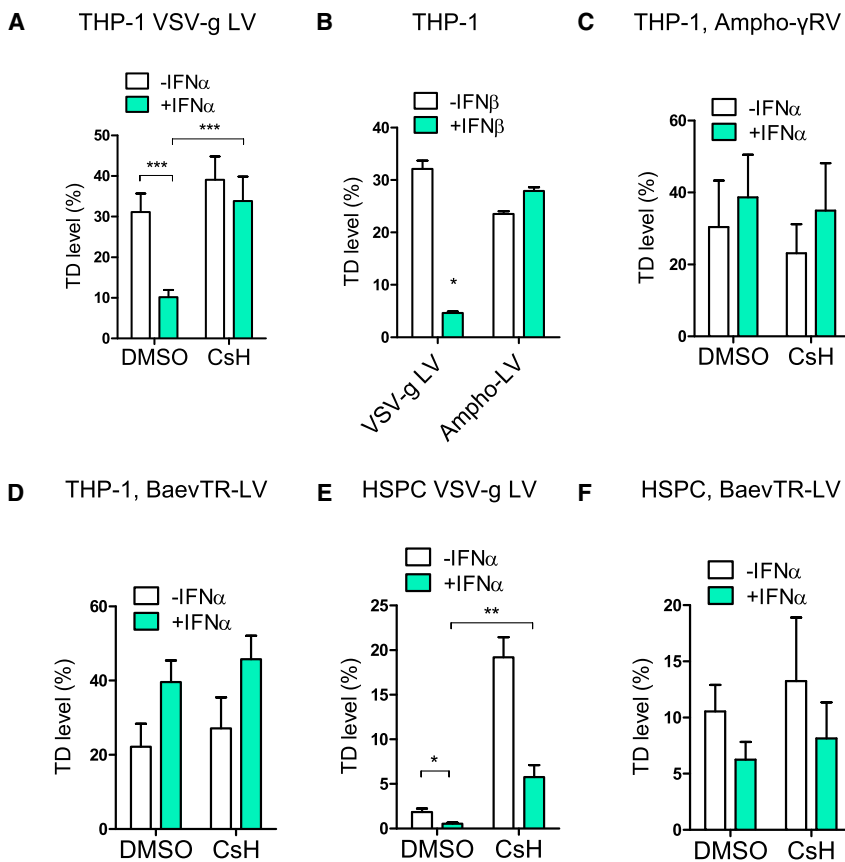 A THP-1 VSV-g LV
-IFNα
+IFNα
TD level (%)
50
40
30
20
10
0
***
***
DMSO CsH
B THP-1
-IFNβ
+IFNβ
TD level (%)
40
30
20
10
0
*
VSV-g LV
Ampho-LV
C THP-1, Ampho-γRV
-IFNα
+IFNα
TD level (%)
60
40
20
0
DMSO CsH
D THP-1, BaevTR-LV
-IFNα
+IFNα
TD level (%)
60
40
20
0
DMSO CsH
E HSPC VSV-g LV
-IFNα
+IFNα
TD level (%)
25
20
15
10
5
0
**
*
DMSO CsH
F HSPC, BaevTR-LV
-IFNα
+IFNα
TD level (%)
20
15
10
5
0
DMSO CsH